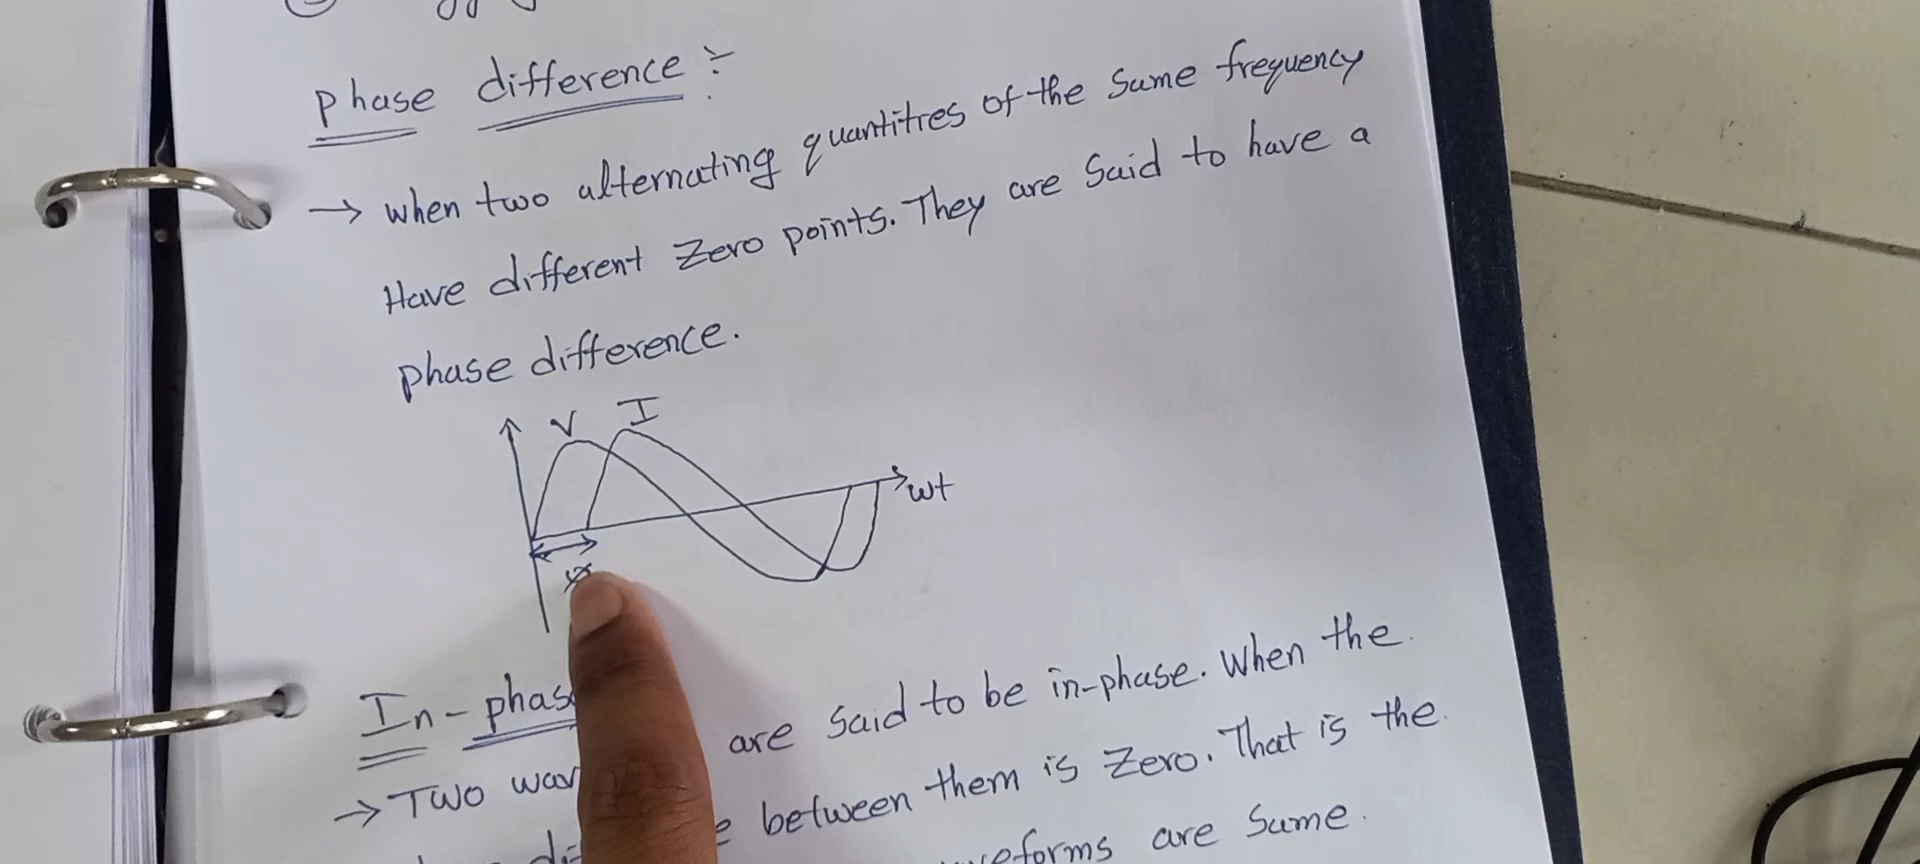 phase difference :-
→ when two alternating quantitres of the Same frequency
Have different Zero points. They are Said to have a
phase difference.
V I
wt
In-phas
→ Two wav are Said to be in-phase. When the
between them is Zero. That is the
are Same.